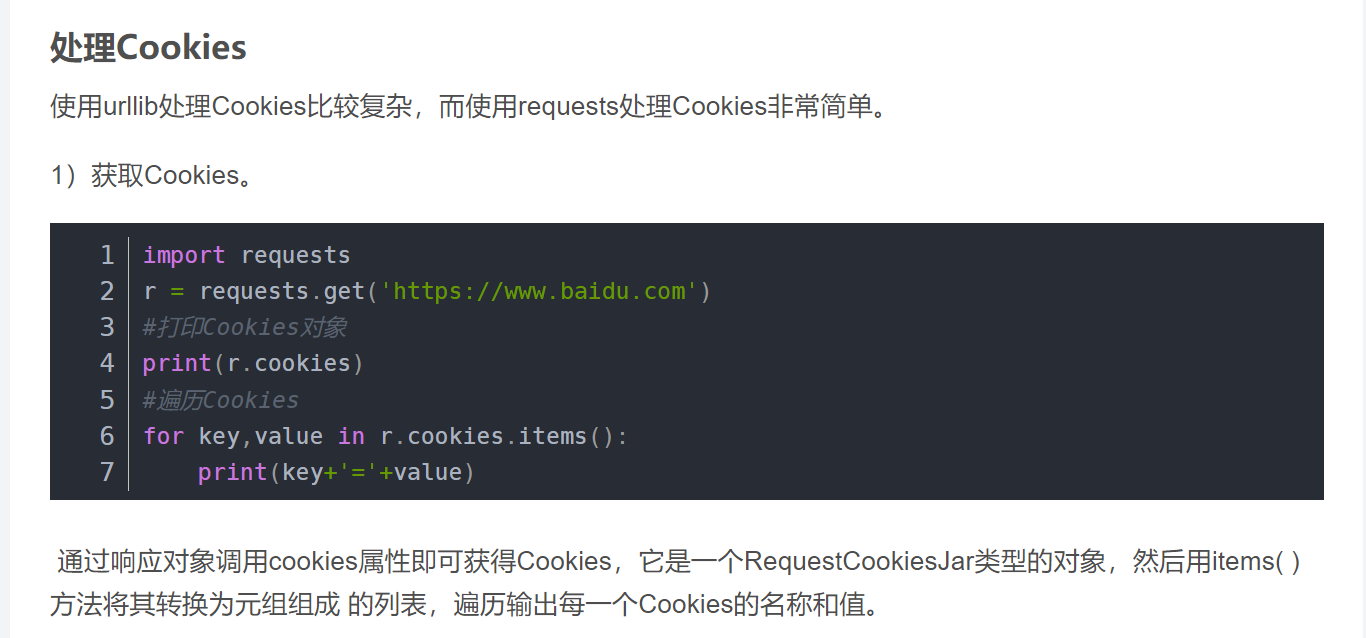 处理Cookies
使用urllib处理Cookies比较复杂，而使用requests处理Cookies非常简单。
1）获取Cookies。
1 import requests
2 r = requests.get('https://www.baidu.com')
3 #打印Cookies对象
4 print(r.cookies)
5 #遍历Cookies
6 for key,value in r.cookies.items():
7     print(key+'='+value)
通过响应对象调用cookies属性即可获得Cookies，它是一个RequestCookiesJar类型的对象，然后用items( )
方法将其转换为元组组成 的列表，遍历输出每一个Cookies的名称和值。